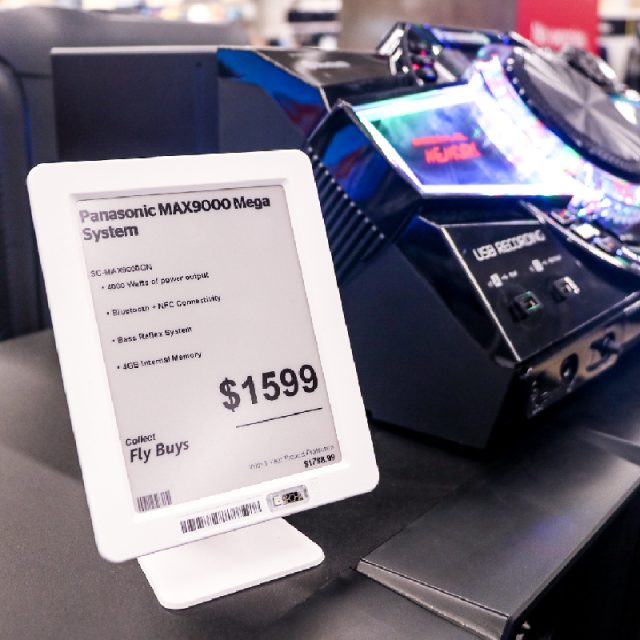 Panasonic MAX9000 Mega
System
SC-MAX9000GN
• 4000 Watts of power output
• Bluetooth + NFC Connectivity
• Bass Reflex System
• 4GB Internal Memory
$1599
Collect
Fly Buys
$1798.99
USB RECORDING